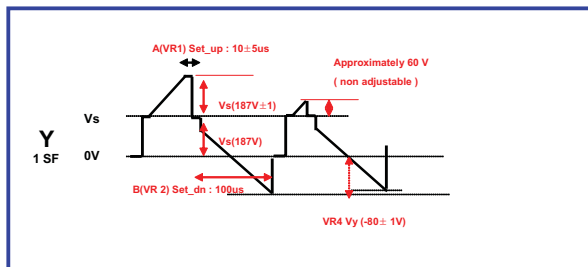 A(VR1) Set_up : 10±5us
Approximately 60 V
( non adjustable )
Vs(187V±1)
Vs
Vs(187V)
Y
1 SF
0V
B(VR 2) Set_dn : 100us
VR4 Vy (-80± 1V)